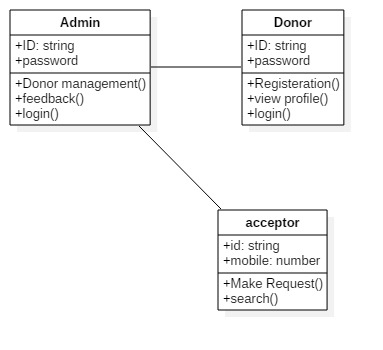 Admin
+ID: string
+password
+Donor management()
+feedback()
+login()
Donor
+ID: string
+password
+Registeration()
+view profile()
+login()
acceptor
+id: string
+mobile: number
+Make Request()
+search()